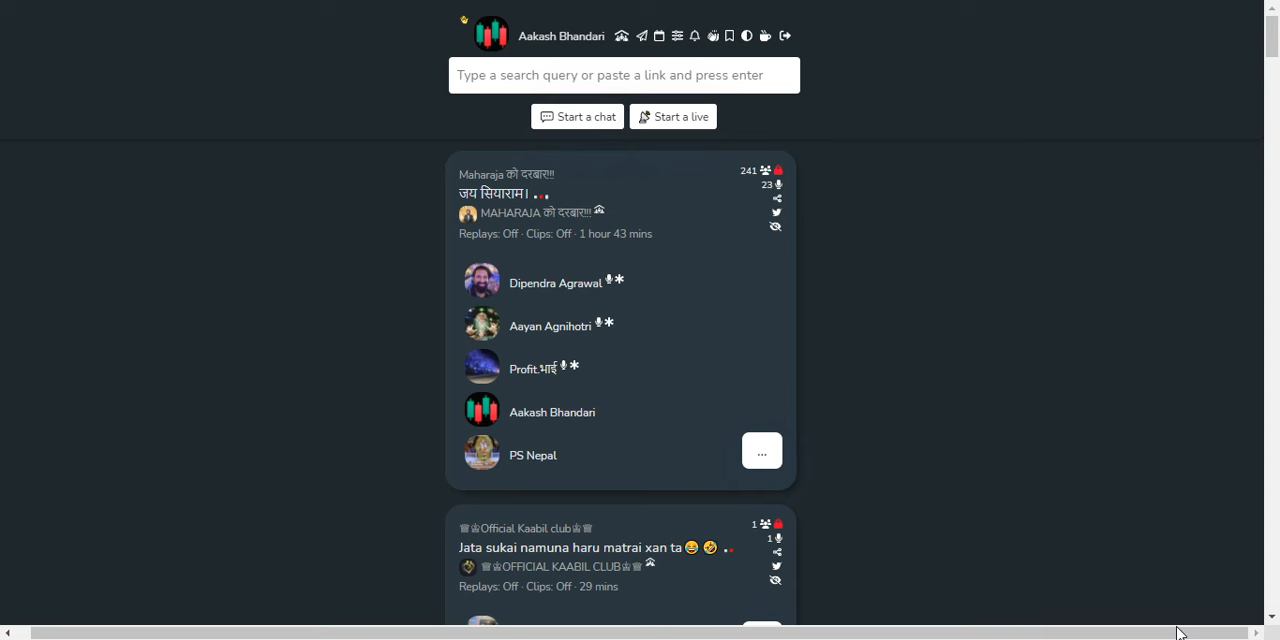 Aakash Bhandari
Type a search query or paste a link and press enter
Start a chat
Start a live
Maharaja को दरबार!!!
241
जय सियाराम।
23
MAHARAJA को दरबार!!!
Replays: Off · Clips: Off · 1 hour 43 mins
Dipendra Agrawal
Aayan Agnihotri
Profit.भाई
Aakash Bhandari
PS Nepal
...
♕♔Official Kaabil club♔♕
1
Jata sukai namuna haru matrai xan ta😂 🤣
1
♕♔OFFICIAL KAABIL CLUB♔♕
Replays: Off · Clips: Off · 29 mins